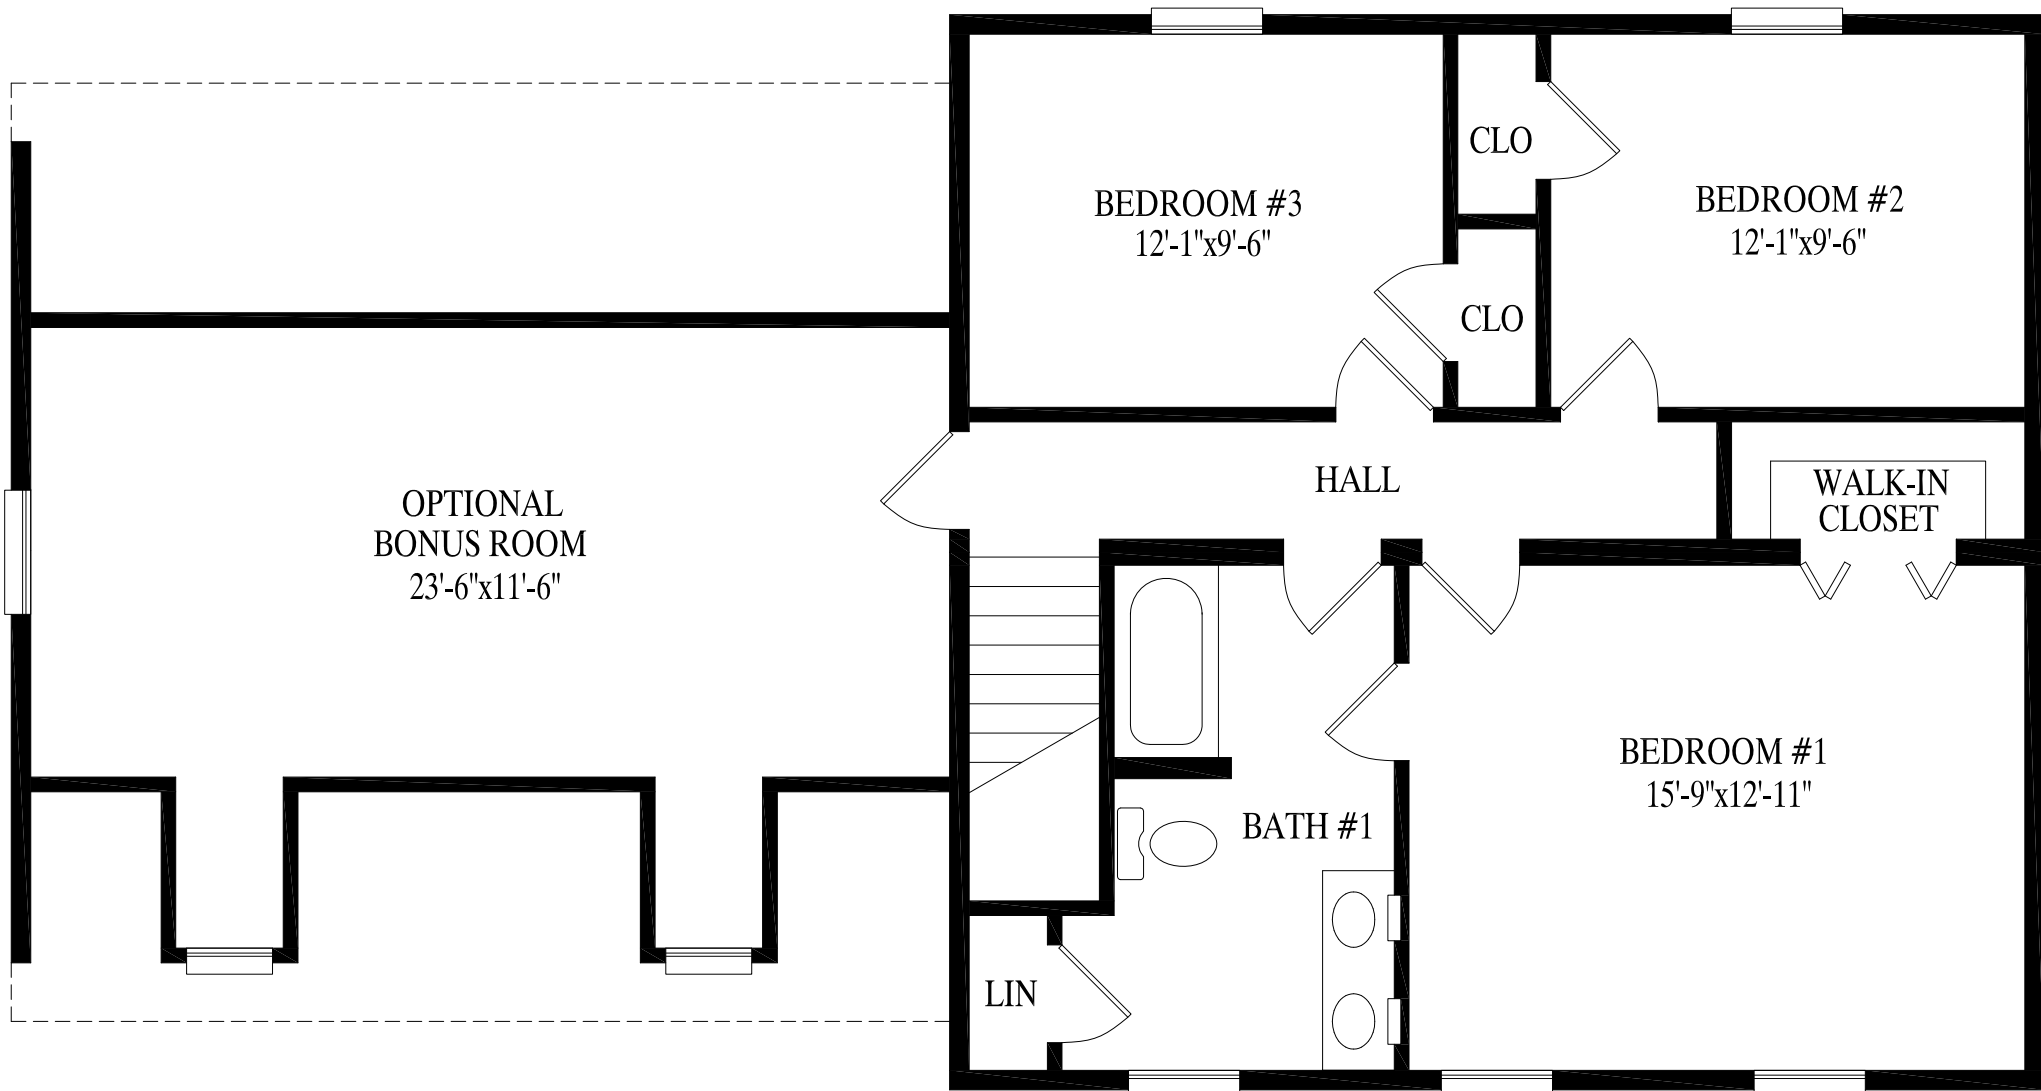 BEDROOM #3
12'-1"x9'-6"
CLO
BEDROOM #2
12'-1"x9'-6"
CLO
OPTIONAL
BONUS ROOM
23'-6"x11'-6"
HALL
WALK-IN
CLOSET
BEDROOM #1
15'-9"x12'-11"
BATH #1
LIN